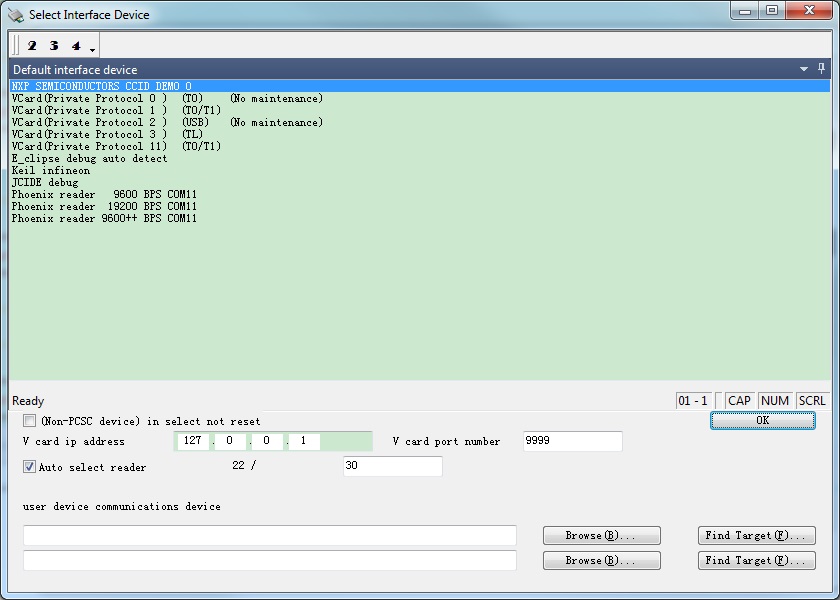 Select Interface Device
2 3 4
Default interface device
NXP SEMICONDUCTORS CCID DEMO 0
VCard(Private Protocol 0 ) (T0) (No maintenance)
VCard(Private Protocol 1 ) (T0/T1)
VCard(Private Protocol 2 ) (USB) (No maintenance)
VCard(Private Protocol 3 ) (TL)
VCard(Private Protocol 11) (T0/T1)
E_clipse debug auto detect
Keil infineon
JCIDE debug
Phoenix reader 9600 BPS COM11
Phoenix reader 19200 BPS COM11
Phoenix reader 9600++ BPS COM11
Ready 01 - 1 CAP NUM SCRL
(Non-PCSC device) in select not reset OK
V card ip address 127 . 0 . 0 . 1 V card port number 9999
Auto select reader 22 / 30
user device communications device
Browse(B)... Find Target(F)...
Browse(B)... Find Target(F)...